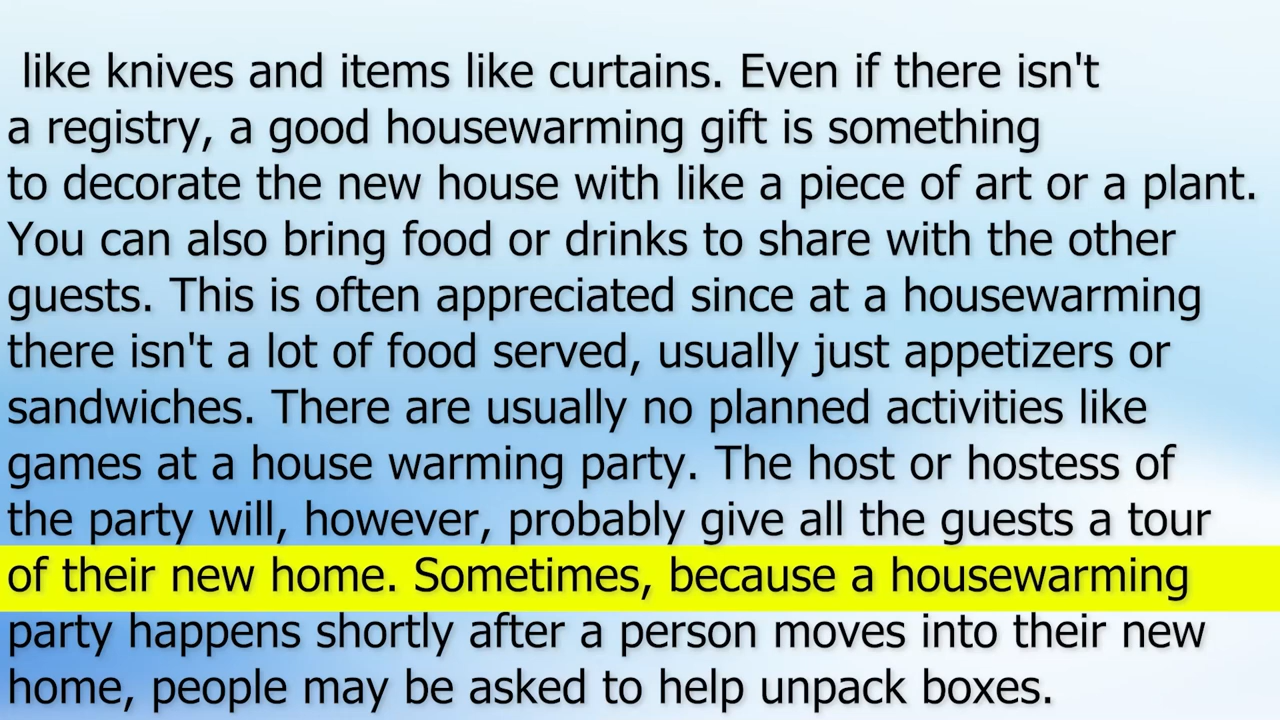 like knives and items like curtains. Even if there isn't
a registry, a good housewarming gift is something
to decorate the new house with like a piece of art or a plant.
You can also bring food or drinks to share with the other
guests. This is often appreciated since at a housewarming
there isn't a lot of food served, usually just appetizers or
sandwiches. There are usually no planned activities like
games at a house warming party. The host or hostess of
the party will, however, probably give all the guests a tour
of their new home. Sometimes, because a housewarming
party happens shortly after a person moves into their new
home, people may be asked to help unpack boxes.